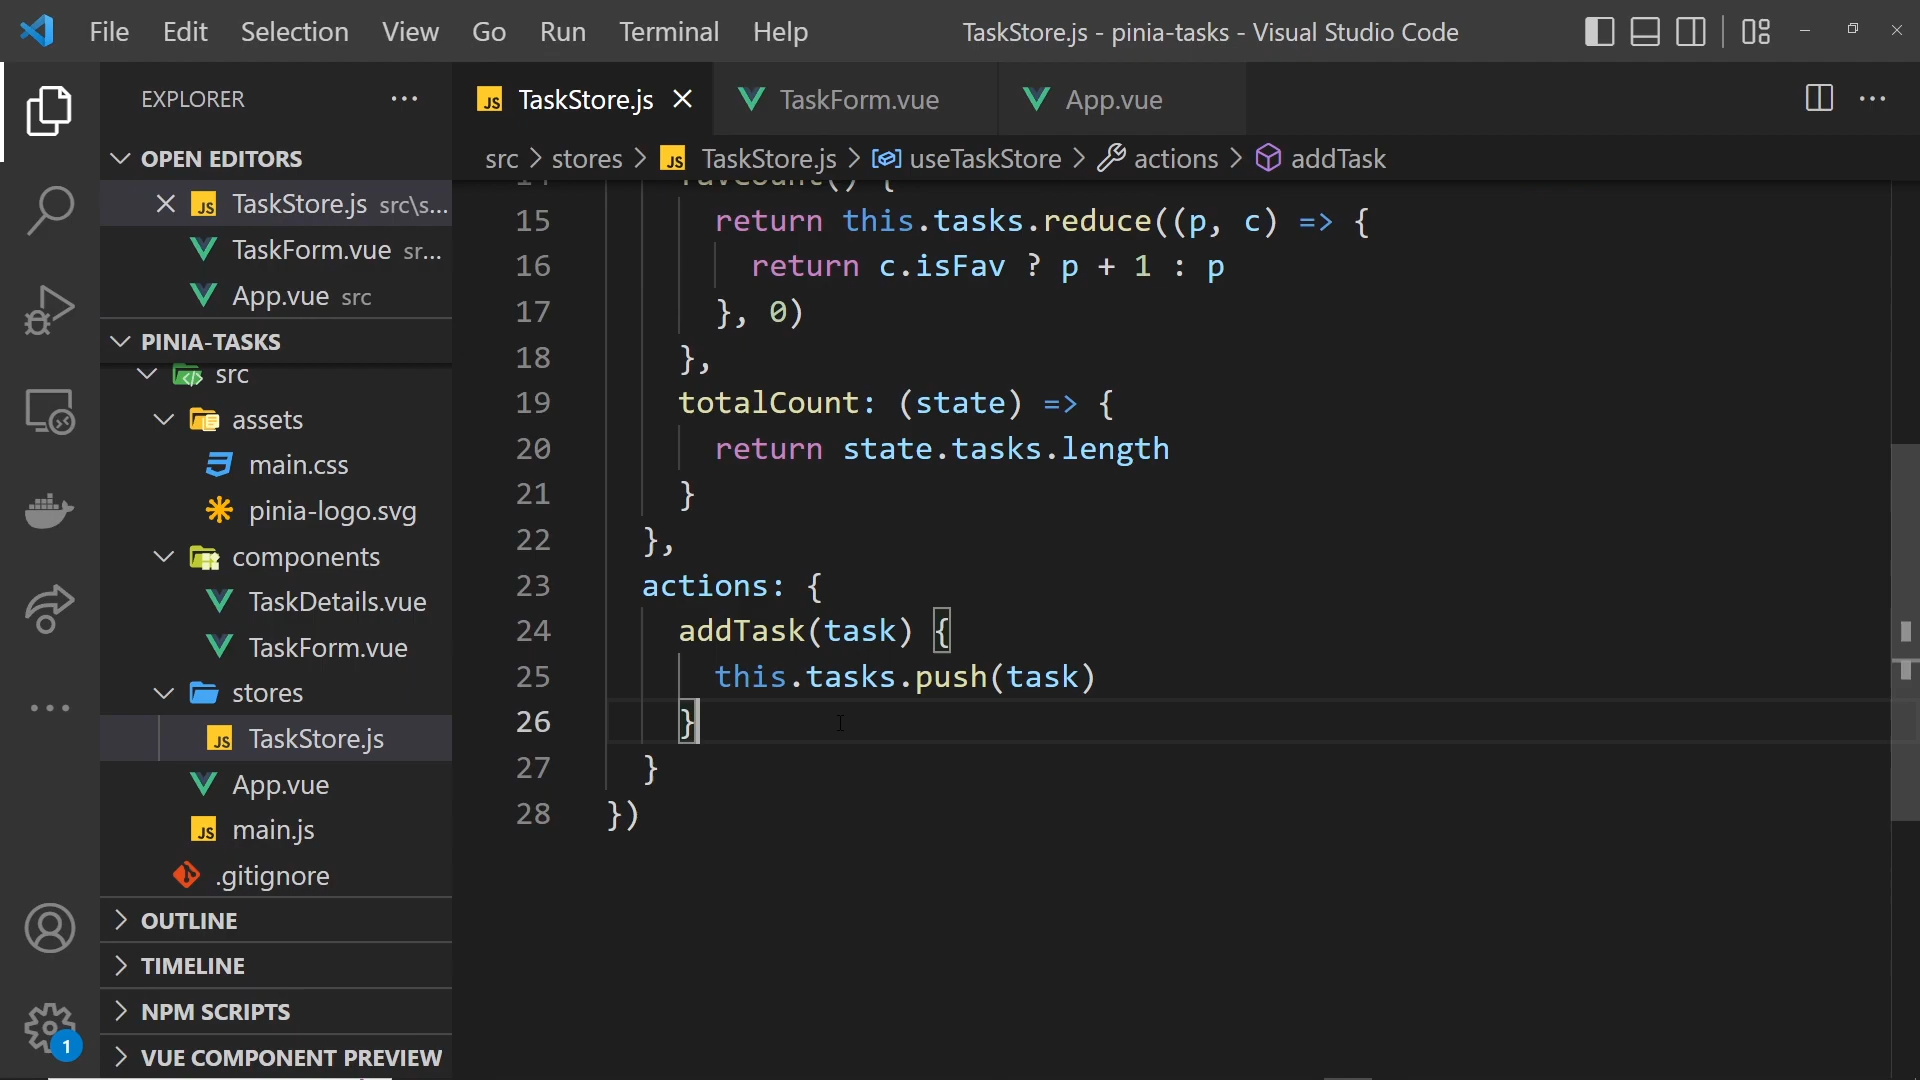 File Edit Selection View Go Run Terminal Help TaskStore.js - pinia-tasks - Visual Studio Code
EXPLORER
OPEN EDITORS
TaskStore.js src\s...
TaskForm.vue sr...
App.vue src
PINIA-TASKS
src
assets
main.css
pinia-logo.svg
components
TaskDetails.vue
TaskForm.vue
stores
TaskStore.js
App.vue
main.js
.gitignore
OUTLINE
TIMELINE
NPM SCRIPTS
VUE COMPONENT PREVIEW
1
TaskStore.js TaskForm.vue App.vue
src > stores > TaskStore.js > useTaskStore > actions > addTask
14 favCount() {
15 return this.tasks.reduce((p, c) => {
16 return c.isFav ? p + 1 : p
17 }, 0)
18 },
19 totalCount: (state) => {
20 return state.tasks.length
21 }
22 },
23 actions: {
24 addTask(task) {
25 this.tasks.push(task)
26 }
27 }
28 })